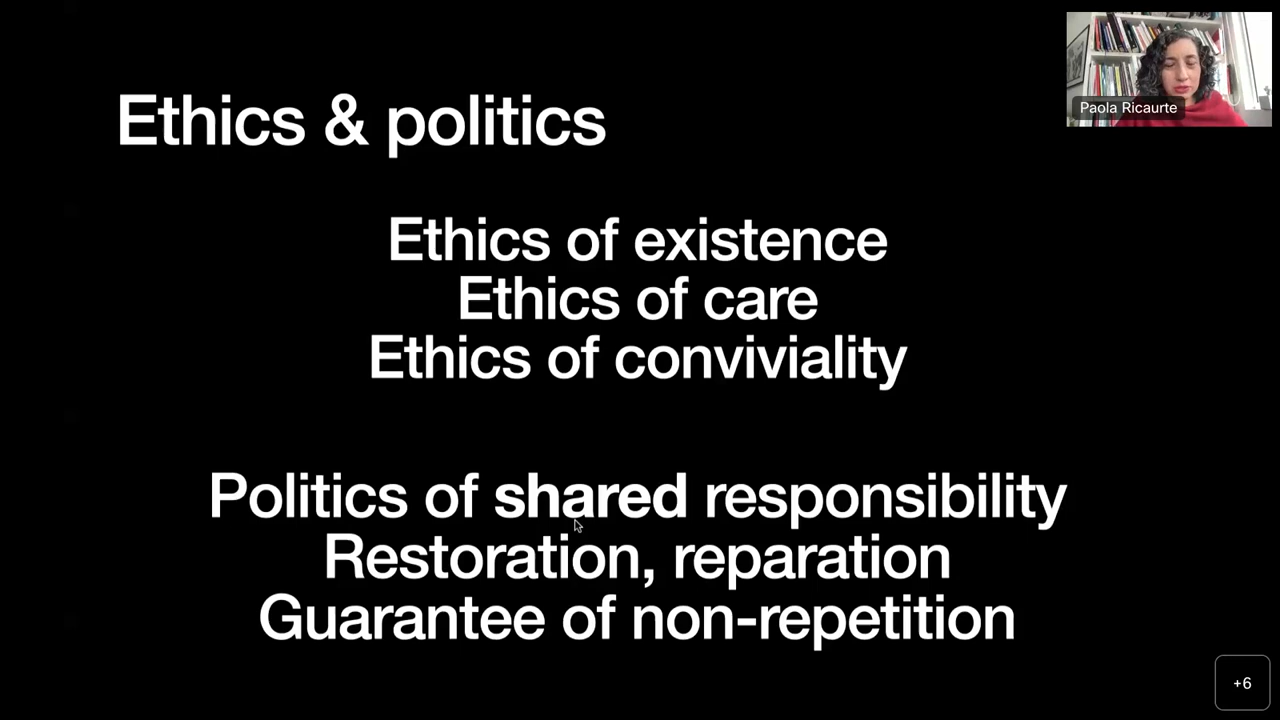 Ethics & politics
Paola Ricaurte
Ethics of existence
Ethics of care
Ethics of conviviality
Politics of shared responsibility
Restoration, reparation
Guarantee of non-repetition
+6